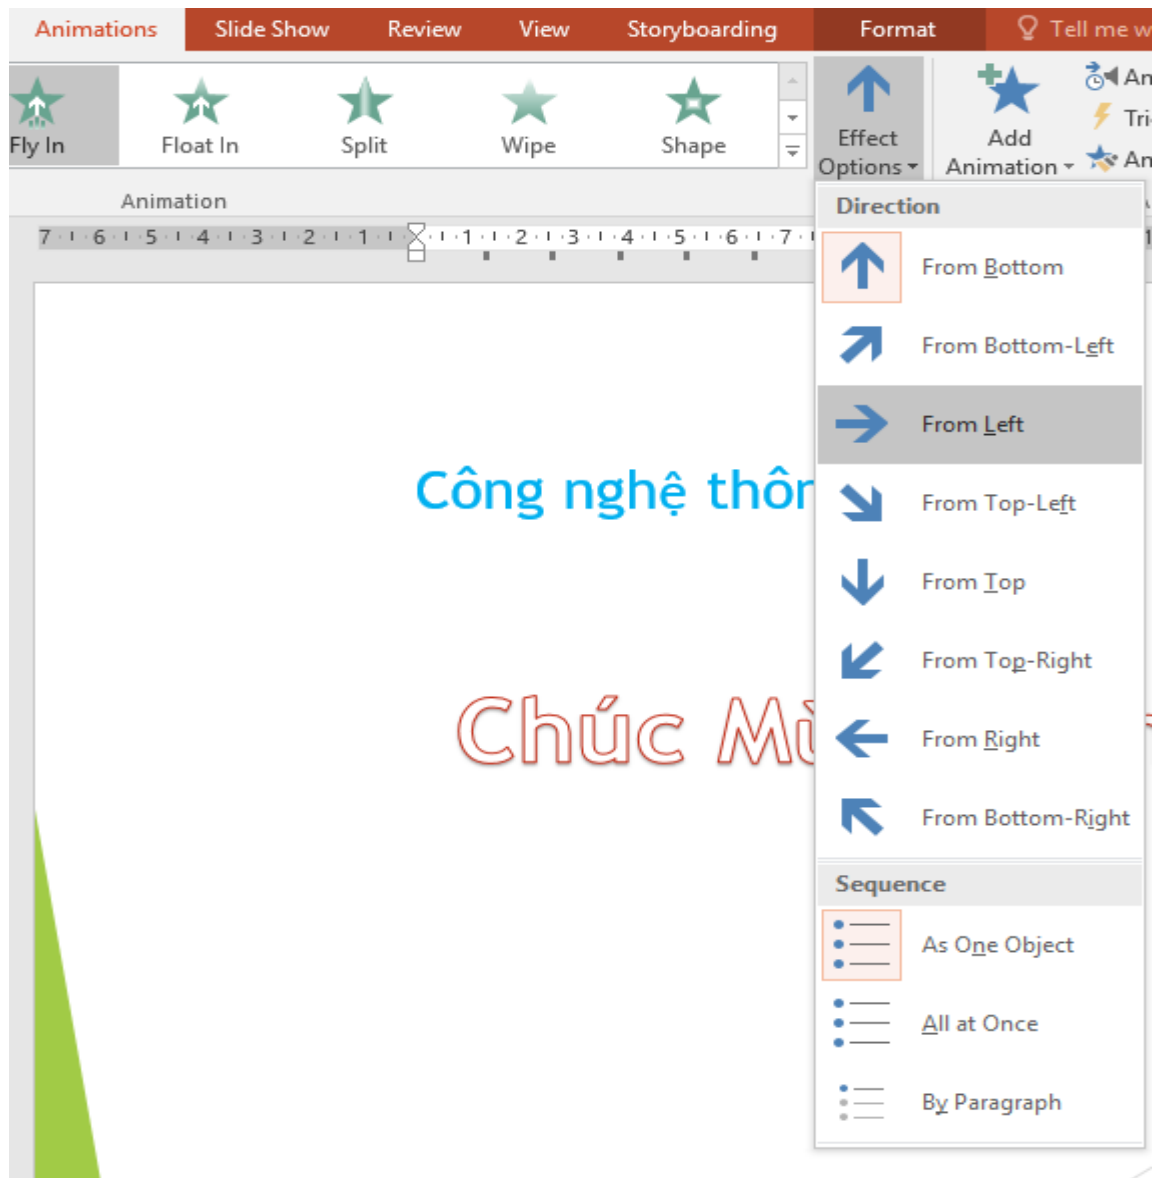 Animations Slide Show Review View Storyboarding Format Tell me w
Fly In Float In Split Wipe Shape
Effect Options
Add Animation
An
Tri
An
Animation
7 6 5 4 3 2 1 1 2 3 4 5 6 7
Direction
From Bottom
From Bottom-Left
From Left
From Top-Left
From Top
From Top-Right
From Right
From Bottom-Right
Sequence
As One Object
All at Once
By Paragraph
Công nghệ thôn
Chúc Mừ